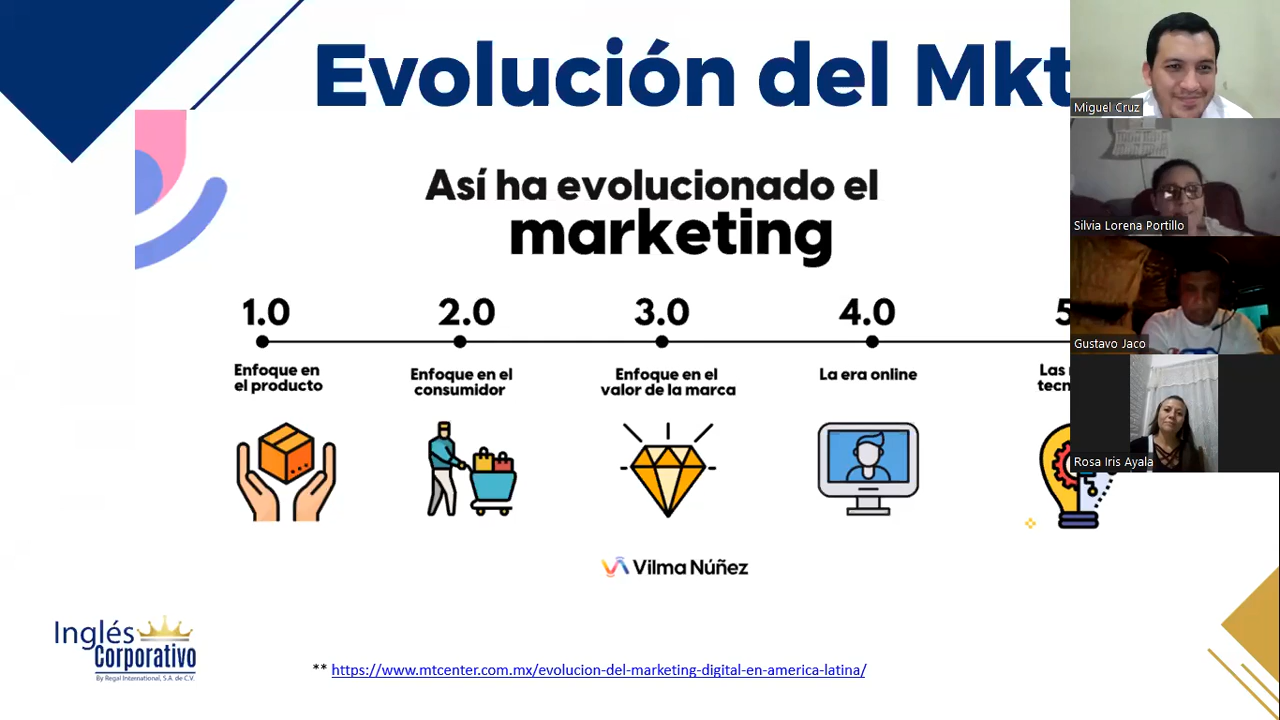 Evolución del Mkt
Así ha evolucionado el
marketing
1.0
2.0
3.0
4.0
5
Enfoque en
el producto
Enfoque en el
consumidor
Enfoque en el
valor de la marca
La era online
Las
Vilma Núñez
Inglés
Corporativo
By Regal International, S.A. de C.V.
** https://www.mtcenter.com.mx/evolucion-del-marketing-digital-en-america-latina/
Miguel Cruz
Silvia Lorena Portillo
Gustavo Jaco
Rosa Iris Ayala